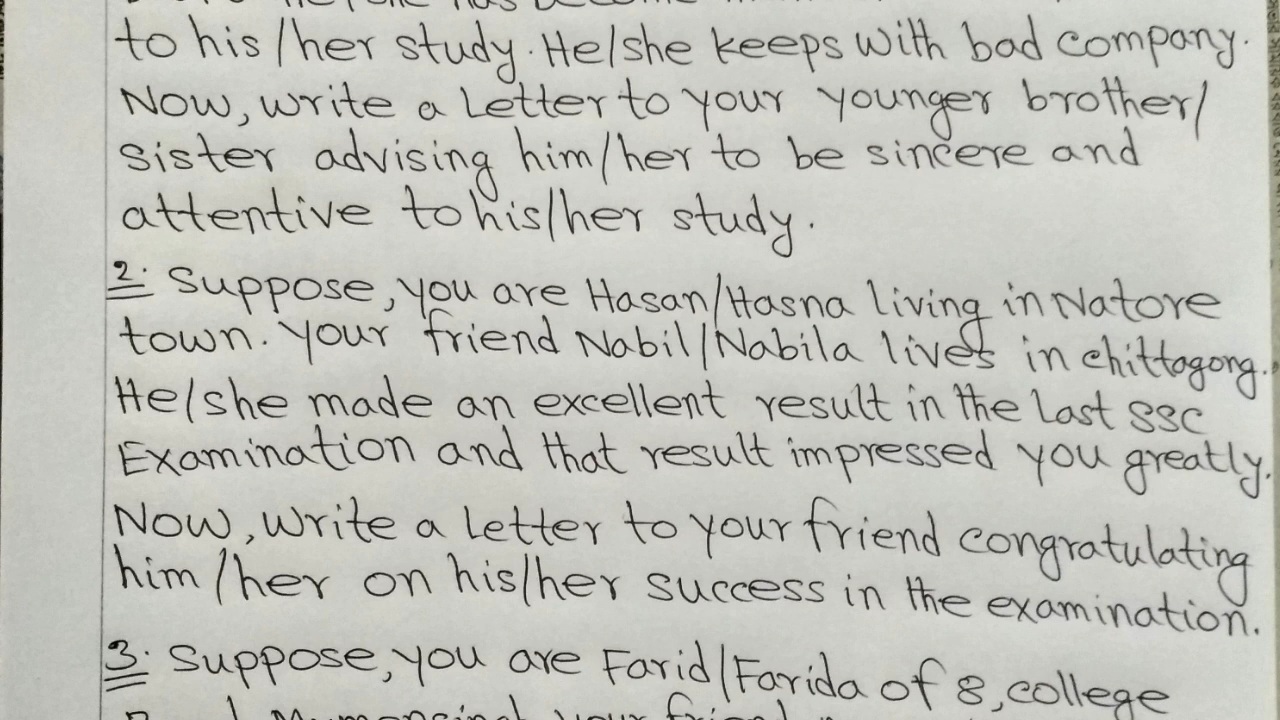 to his/her study. He/she keeps with bad company.
Now, write a Letter to your younger brother/
sister advising him/her to be sincere and
attentive to his/her study.
2. Suppose, you are Hasan/Hasna living in Natore
town. Your friend Nabil/Nabila lives in chittagong.
He/she made an excellent result in the Last SSC
Examination and that result impressed you greatly.
Now, write a Letter to your friend congratulating
him/her on his/her success in the examination.
3. Suppose, you are Farid/Farida of 8, college
your friend